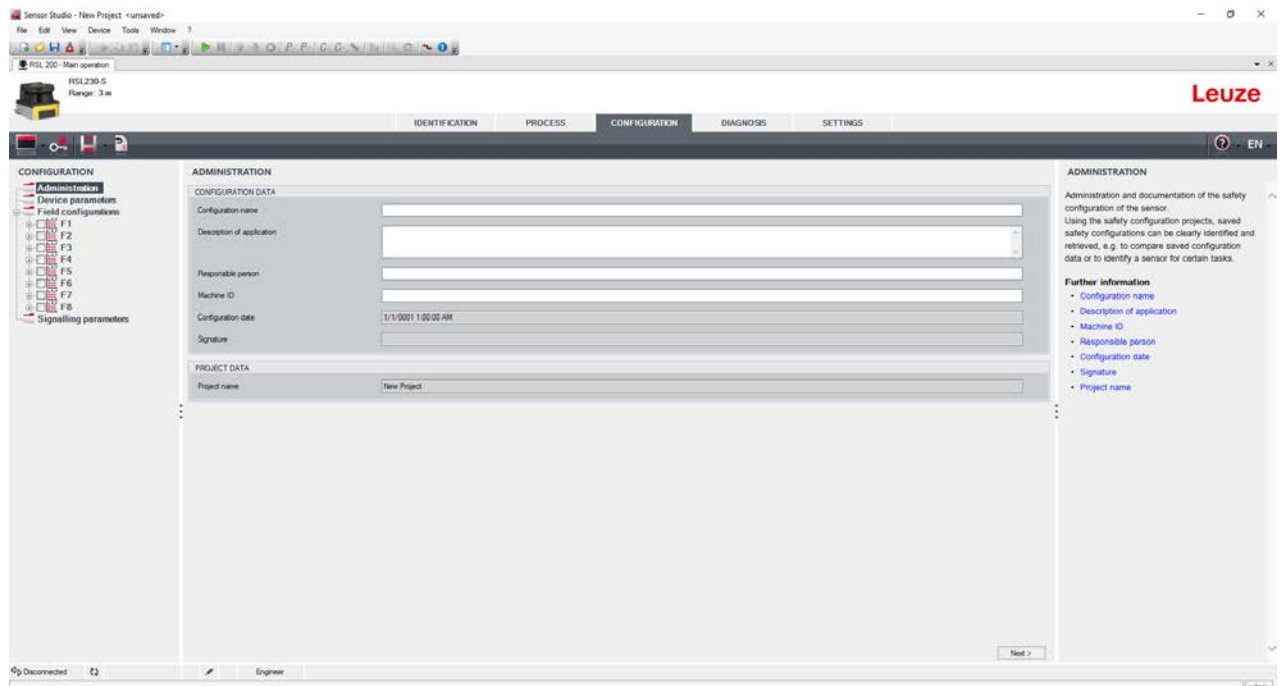 Sensor Studio - New Project <unsaved>
File Edit View Device Tools Window ?
RSL 200 - Main operation
RSL230-S
Range: 3 m
Leuze
IDENTIFICATION PROCESS CONFIGURATION DIAGNOSIS SETTINGS
EN
CONFIGURATION
Administration
Device parameters
Field configurations
F1
F2
F3
F4
F5
F6
F7
F8
Signalling parameters
ADMINISTRATION
CONFIGURATION DATA
Configuration name
Description of application
Responsible person
Machine ID
Configuration date 1/1/0001 1:00:00 AM
Signature
PROJECT DATA
Project name New Project
Next >
ADMINISTRATION
Administration and documentation of the safety
configuration of the sensor.
Using the safety configuration projects, saved
safety configurations can be clearly identified and
retrieved, e.g. to compare saved configuration
data or to identify a sensor for certain tasks.
Further information
• Configuration name
• Description of application
• Machine ID
• Responsible person
• Configuration date
• Signature
• Project name
Disconnected Engineer